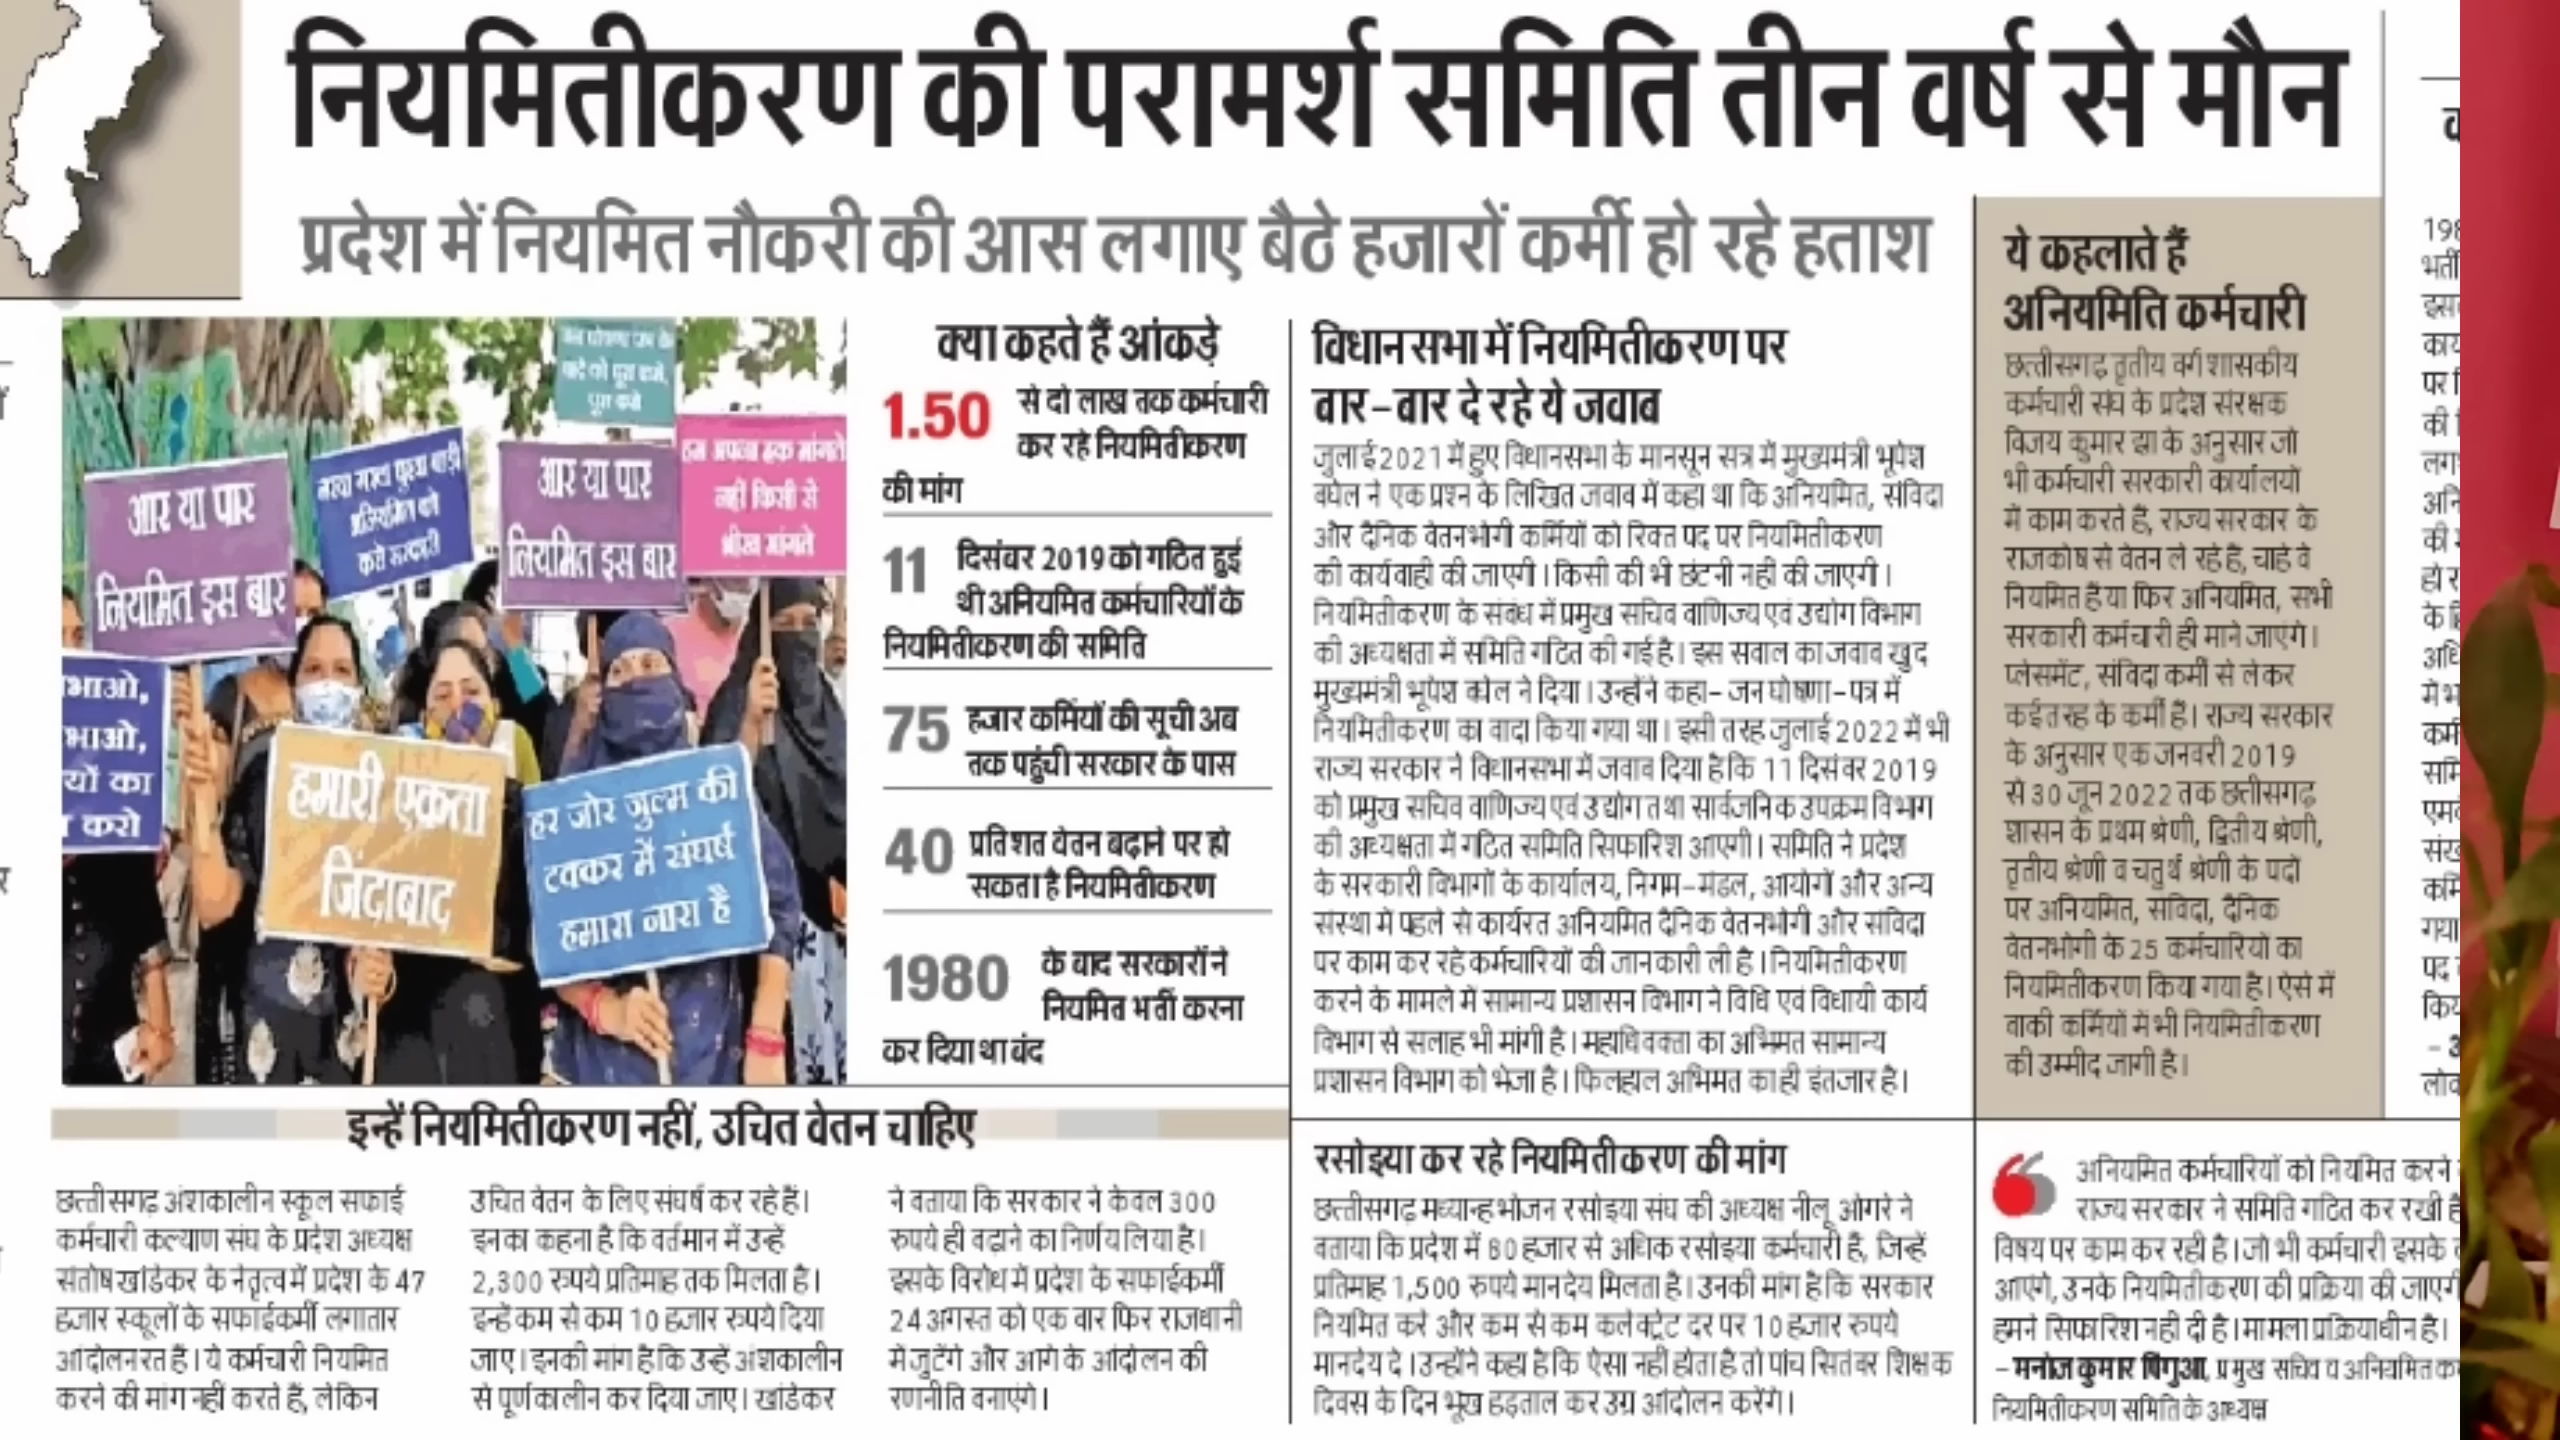 नियमितीकरण की परामर्श समिति तीन वर्ष से मौन
प्रदेश में नियमित नौकरी की आस लगाए बैठे हजारों कर्मी हो रहे हताश
आर या पार
नियमित इस बार
आर या पार
नियमित इस बार
हम अपना हक मांगते
नहीं किसी से
भीख मांगते
भाओ,
भाओ,
यों का
करो
हमारी एकता
जिंदाबाद
हर जोर जुल्म की
टक्कर में संघर्ष
हमारा नारा है
क्या कहते हैं आंकड़े
1.50 से दो लाख तक कर्मचारी
कर रहे नियमितीकरण
की मांग
11 दिसंबर 2019 को गठित हुई
थी अनियमित कर्मचारियों के
नियमितीकरण की समिति
75 हजार कर्मियों की सूची अब
तक पहुंची सरकार के पास
40 प्रतिशत वेतन बढ़ाने पर हो
सकता है नियमितीकरण
1980 के बाद सरकारों ने
नियमित भर्ती करना
कर दिया था बंद
विधानसभा में नियमितीकरण पर
बार-बार दे रहे ये जवाब
जुलाई 2021 में हुए विधानसभा के मानसून सत्र में मुख्यमंत्री भूपेश
बघेल ने एक प्रश्न के लिखित जवाब में कहा था कि अनियमित, संविदा
और दैनिक वेतनभोगी कर्मियों को रिक्त पद पर नियमितीकरण
की कार्यवाही की जाएगी। किसी की भी छंटनी नहीं की जाएगी।
नियमितीकरण के संबंध में प्रमुख सचिव वाणिज्य एवं उद्योग विभाग
की अध्यक्षता में समिति गठित की गई है। इस सवाल का जवाब खुद
मुख्यमंत्री भूपेश बघेल ने दिया। उन्होंने कहा- जन घोषणा-पत्र में
नियमितीकरण का वादा किया गया था। इसी तरह जुलाई 2022 में भी
राज्य सरकार ने विधानसभा में जवाब दिया है कि 11 दिसंबर 2019
को प्रमुख सचिव वाणिज्य एवं उद्योग तथा सार्वजनिक उपक्रम विभाग
की अध्यक्षता में गठित समिति सिफारिश आएगी। समिति ने प्रदेश
के सरकारी विभागों के कार्यालय, निगम-मंडल, आयोगों और अन्य
संस्था में पहले से कार्यरत अनियमित दैनिक वेतनभोगी और संविदा
पर काम कर रहे कर्मचारियों की जानकारी ली है। नियमितीकरण
करने के मामले में सामान्य प्रशासन विभाग ने विधि एवं विधायी कार्य
विभाग से सलाह भी मांगी है। महाधिवक्ता का अभिमत सामान्य
प्रशासन विभाग को भेजा है। फिलहाल अभिमत का ही इंतजार है।
ये कहलाते हैं
अनियमिति कर्मचारी
छत्तीसगढ़ तृतीय वर्ग शासकीय
कर्मचारी संघ के प्रदेश संरक्षक
विजय कुमार झा के अनुसार जो
भी कर्मचारी सरकारी कार्यालयों
में काम करते हैं, राज्य सरकार के
राजकोष से वेतन ले रहे हैं, चाहे वे
नियमित हैं या फिर अनियमित, सभी
सरकारी कर्मचारी ही माने जाएंगे।
प्लेसमेंट, संविदा कर्मी से लेकर
कई तरह के कर्मी हैं। राज्य सरकार
के अनुसार एक जनवरी 2019
से 30 जून 2022 तक छत्तीसगढ़
शासन के प्रथम श्रेणी, द्वितीय श्रेणी,
तृतीय श्रेणी व चतुर्थ श्रेणी के पदों
पर अनियमित, संविदा, दैनिक
वेतनभोगी के 25 कर्मचारियों का
नियमितीकरण किया गया है। ऐसे में
बाकी कर्मियों में भी नियमितीकरण
की उम्मीद जागी है।
इन्हें नियमितीकरण नहीं, उचित वेतन चाहिए
छत्तीसगढ़ अंशकालीन स्कूल सफाई
कर्मचारी कल्याण संघ के प्रदेश अध्यक्ष
संतोष खांडेकर के नेतृत्व में प्रदेश के 47
हजार स्कूलों के सफाईकर्मी लगातार
आंदोलनरत हैं। ये कर्मचारी नियमित
करने की मांग नहीं करते हैं, लेकिन
उचित वेतन के लिए संघर्ष कर रहे हैं।
इनका कहना है कि वर्तमान में उन्हें
2,300 रुपये प्रतिमाह तक मिलता है।
इन्हें कम से कम 10 हजार रुपये दिया
जाए। इनकी मांग है कि उन्हें अंशकालीन
से पूर्णकालीन कर दिया जाए। खांडेकर
ने बताया कि सरकार ने केवल 300
रुपये ही बढ़ाने का निर्णय लिया है।
इसके विरोध में प्रदेश के सफाईकर्मी
24 अगस्त को एक बार फिर राजधानी
में जुटेंगे और आगे के आंदोलन की
रणनीति बनाएंगे।
रसोइया कर रहे नियमितीकरण की मांग
छत्तीसगढ़ मध्यान्ह भोजन रसोइया संघ की अध्यक्ष नीलू ओगरे ने
बताया कि प्रदेश में 80 हजार से अधिक रसोइया कर्मचारी हैं, जिन्हें
प्रतिमाह 1,500 रुपये मानदेय मिलता है। उनकी मांग है कि सरकार
नियमित करे और कम से कम कलेक्ट्रेट दर पर 10 हजार रुपये
मानदेय दे। उन्होंने कहा है कि ऐसा नहीं होता है तो पांच सितंबर शिक्षक
दिवस के दिन भूख हड़ताल कर उग्र आंदोलन करेंगे।
अनियमित कर्मचारियों को नियमित करने
राज्य सरकार ने समिति गठित कर रखी है
विषय पर काम कर रही है। जो भी कर्मचारी इसके
आएंगे, उनके नियमितीकरण की प्रक्रिया की जाएगी
हमने सिफारिश नहीं दी है। मामला प्रक्रियाधीन है।
- मनोज कुमार पिंगुआ, प्रमुख सचिव व अनियमित
नियमितीकरण समिति के अध्यक्ष